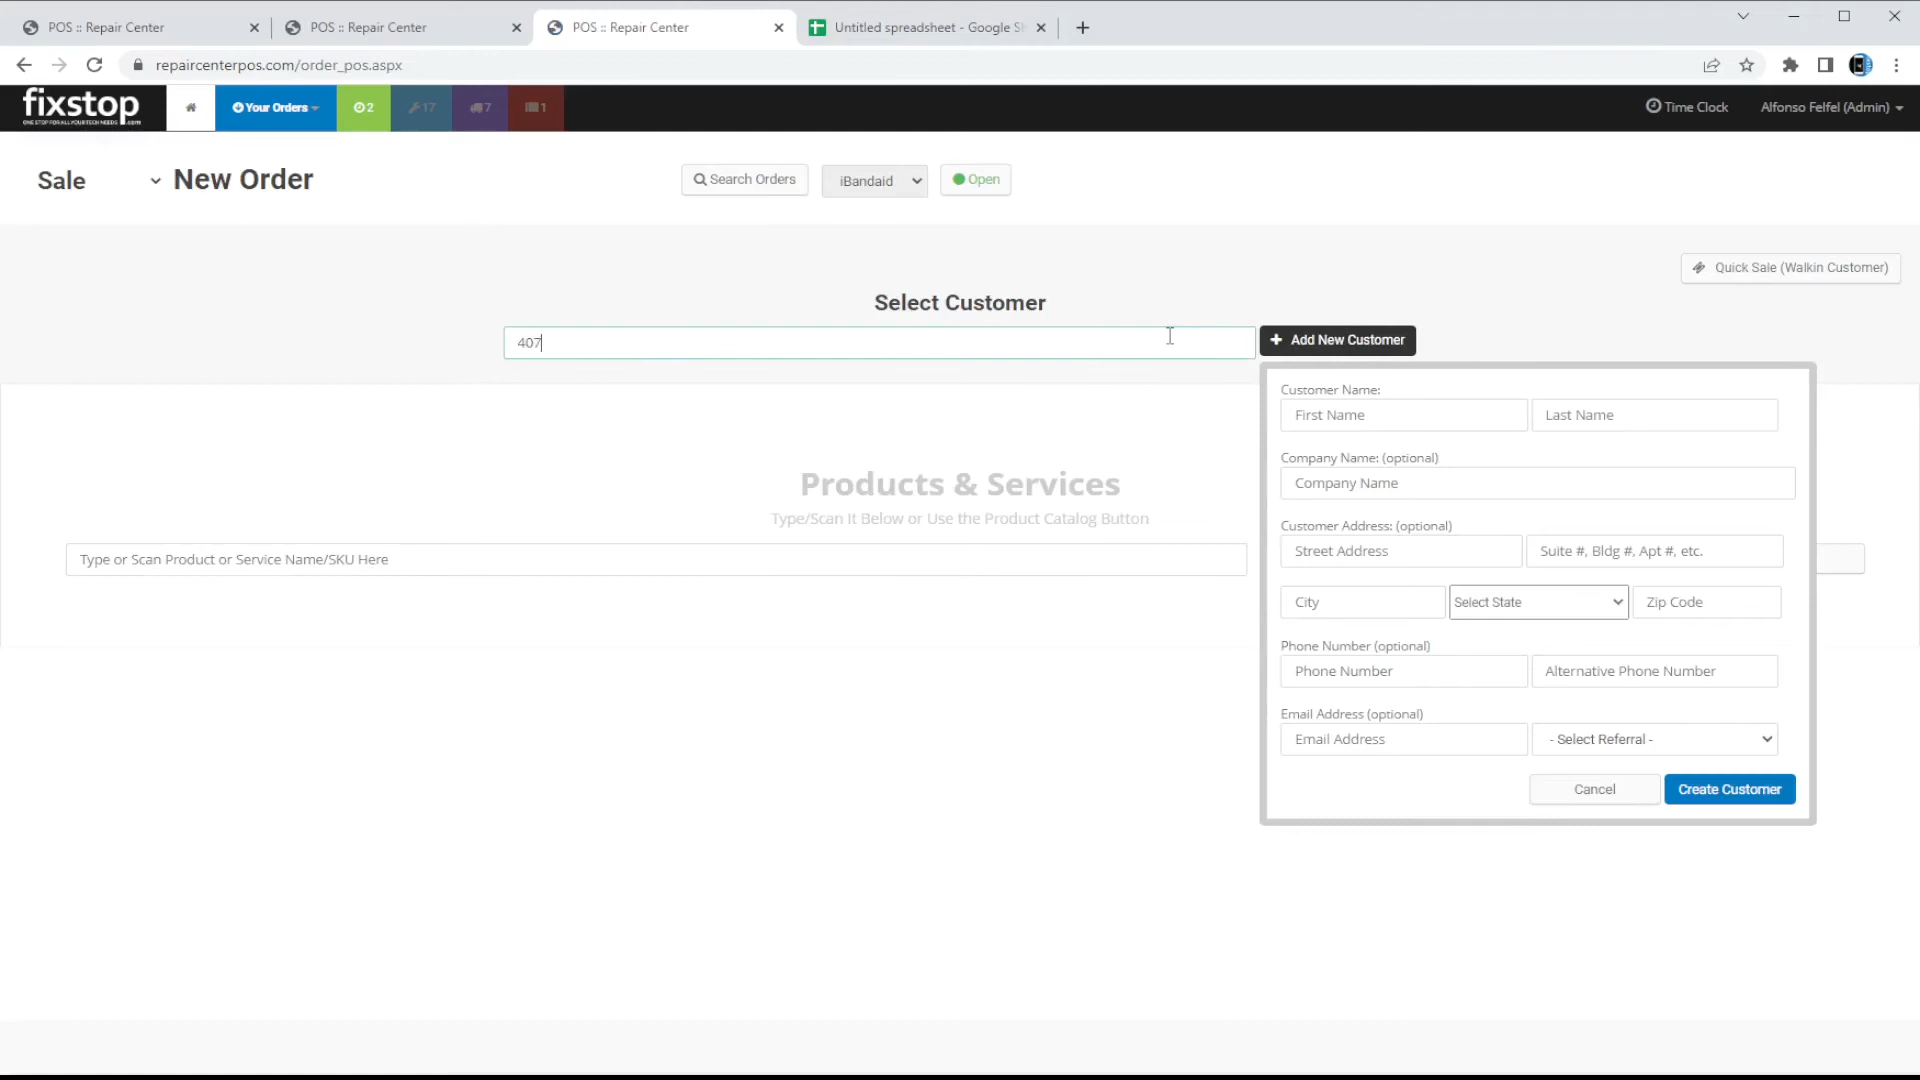 POS :: Repair Center
POS :: Repair Center
POS :: Repair Center
Untitled spreadsheet - Google Sh
repaircenterpos.com/order_pos.aspx
fixstop
ONE STOP FOR ALL YOUR TECH NEEDS
Your Orders
2
17
7
1
Time Clock
Alfonso Felfel (Admin)
Sale
New Order
Search Orders
iBandaid
Open
Quick Sale (Walkin Customer)
Select Customer
407
Add New Customer
Customer Name:
First Name
Last Name
Company Name: (optional)
Company Name
Products & Services
Type/Scan It Below or Use the Product Catalog Button
Type or Scan Product or Service Name/SKU Here
Customer Address: (optional)
Street Address
Suite #, Bldg #, Apt #, etc.
City
Select State
Zip Code
Phone Number (optional)
Phone Number
Alternative Phone Number
Email Address (optional)
Email Address
- Select Referral -
Cancel
Create Customer